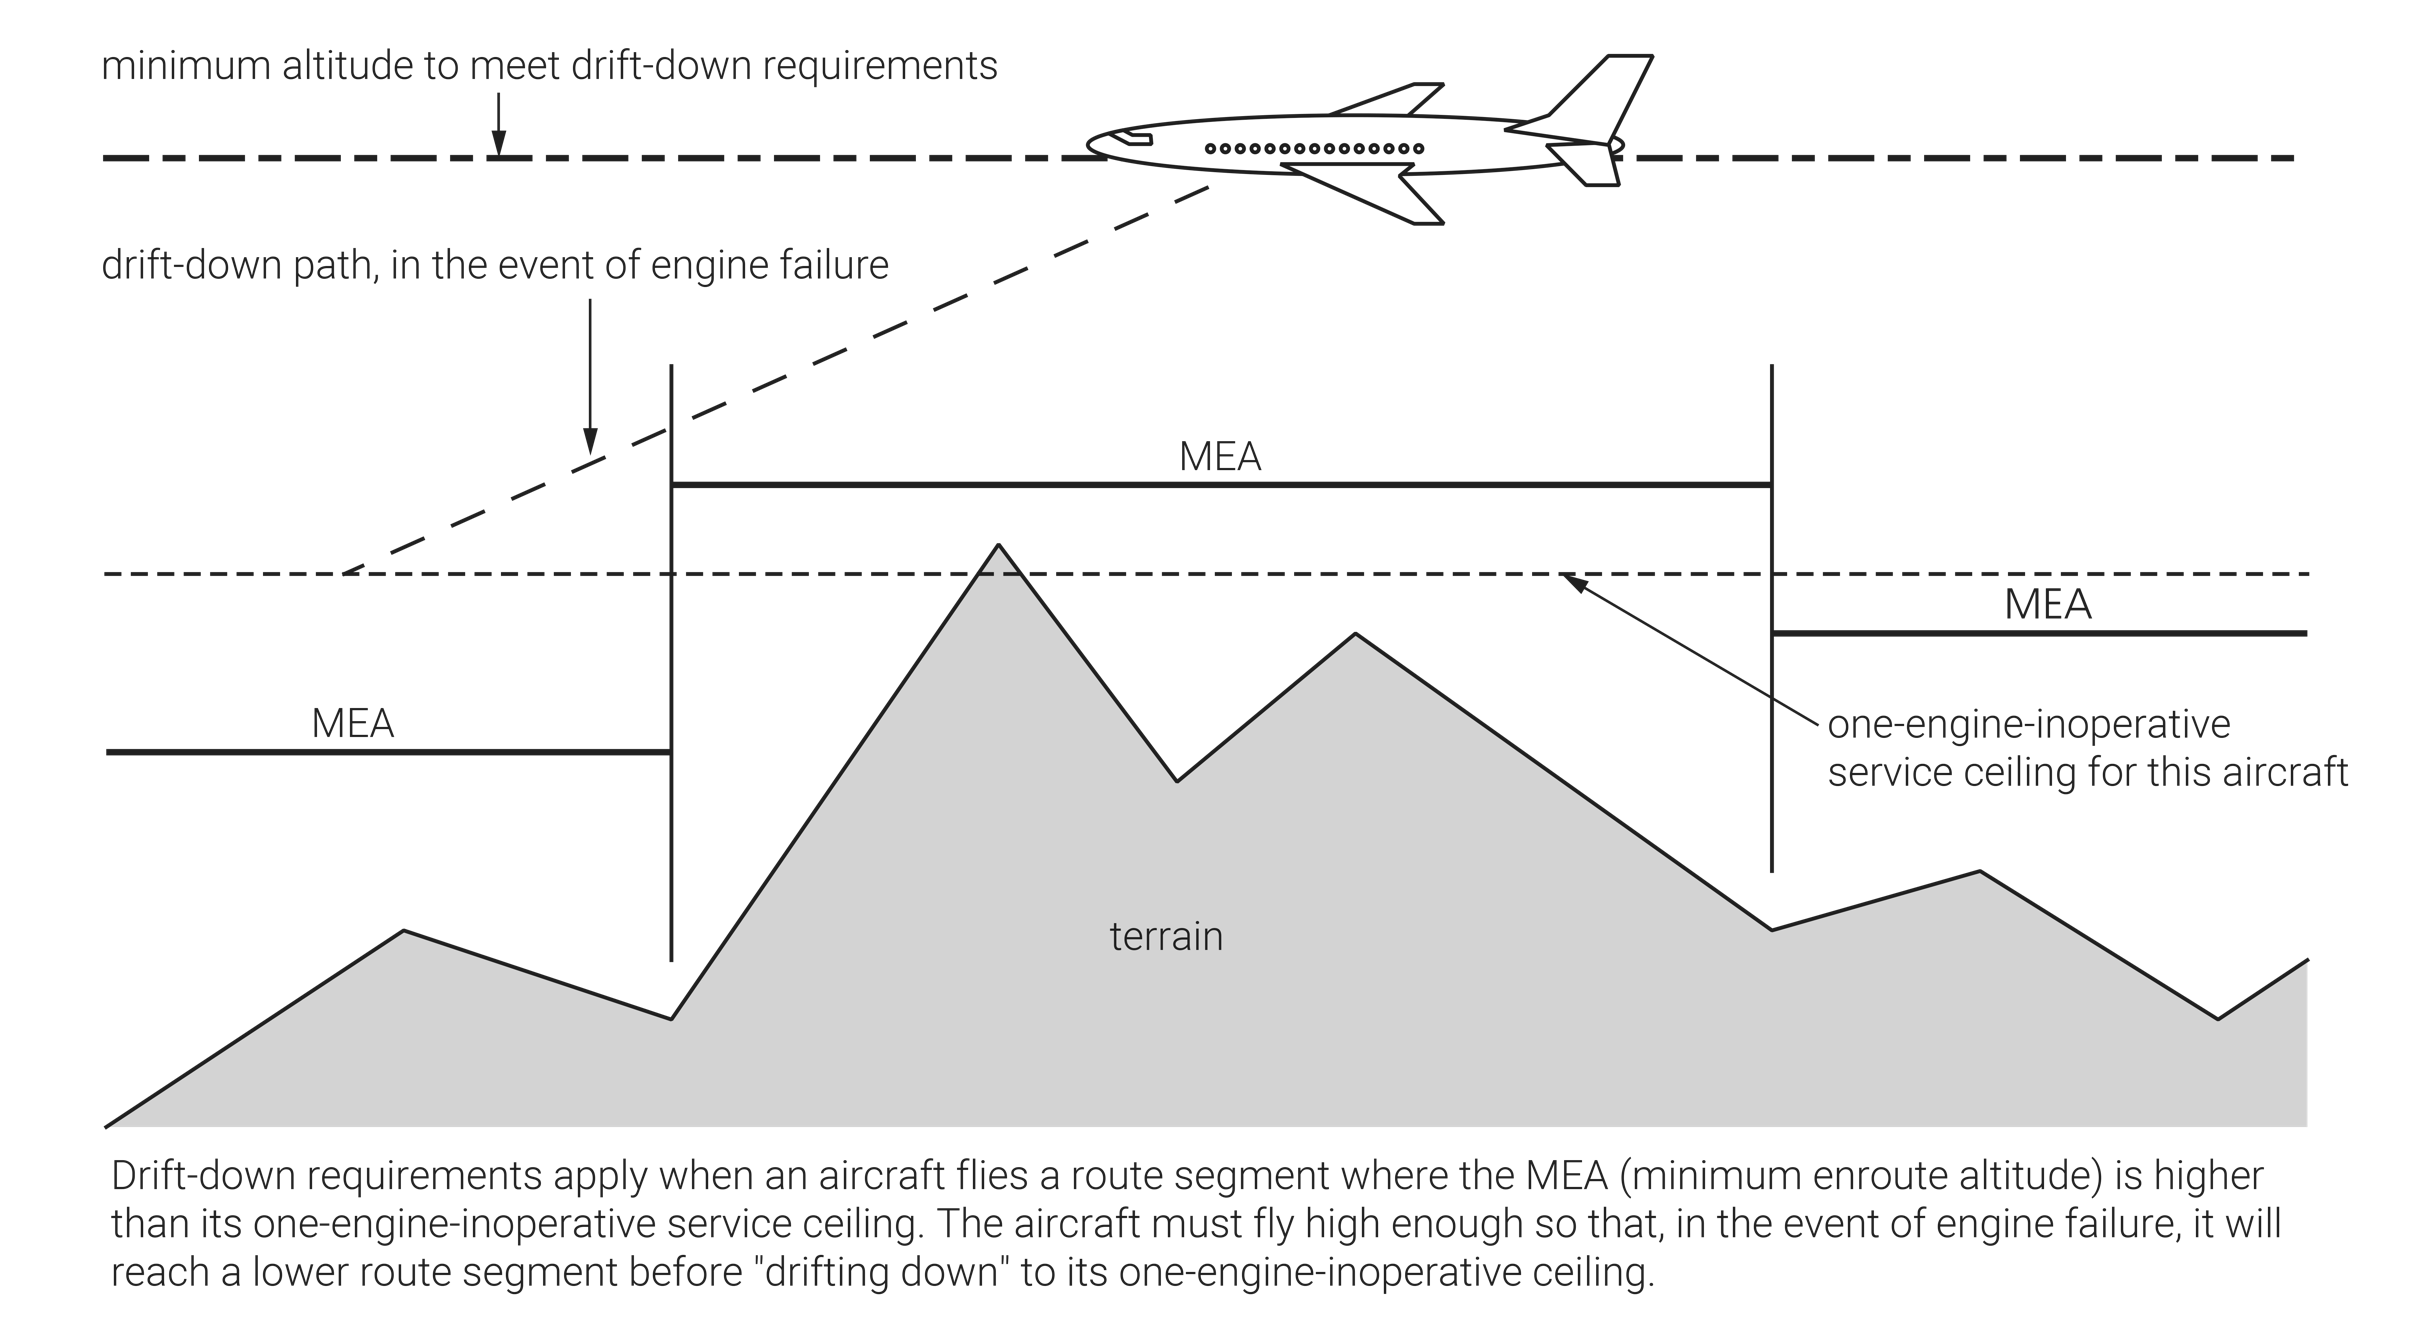 minimum altitude to meet drift-down requirements
drift-down path, in the event of engine failure
MEA
MEA
MEA
one-engine-inoperative
service ceiling for this aircraft
terrain
Drift-down requirements apply when an aircraft flies a route segment where the MEA (minimum enroute altitude) is higher
than its one-engine-inoperative service ceiling. The aircraft must fly high enough so that, in the event of engine failure, it will
reach a lower route segment before "drifting down" to its one-engine-inoperative ceiling.